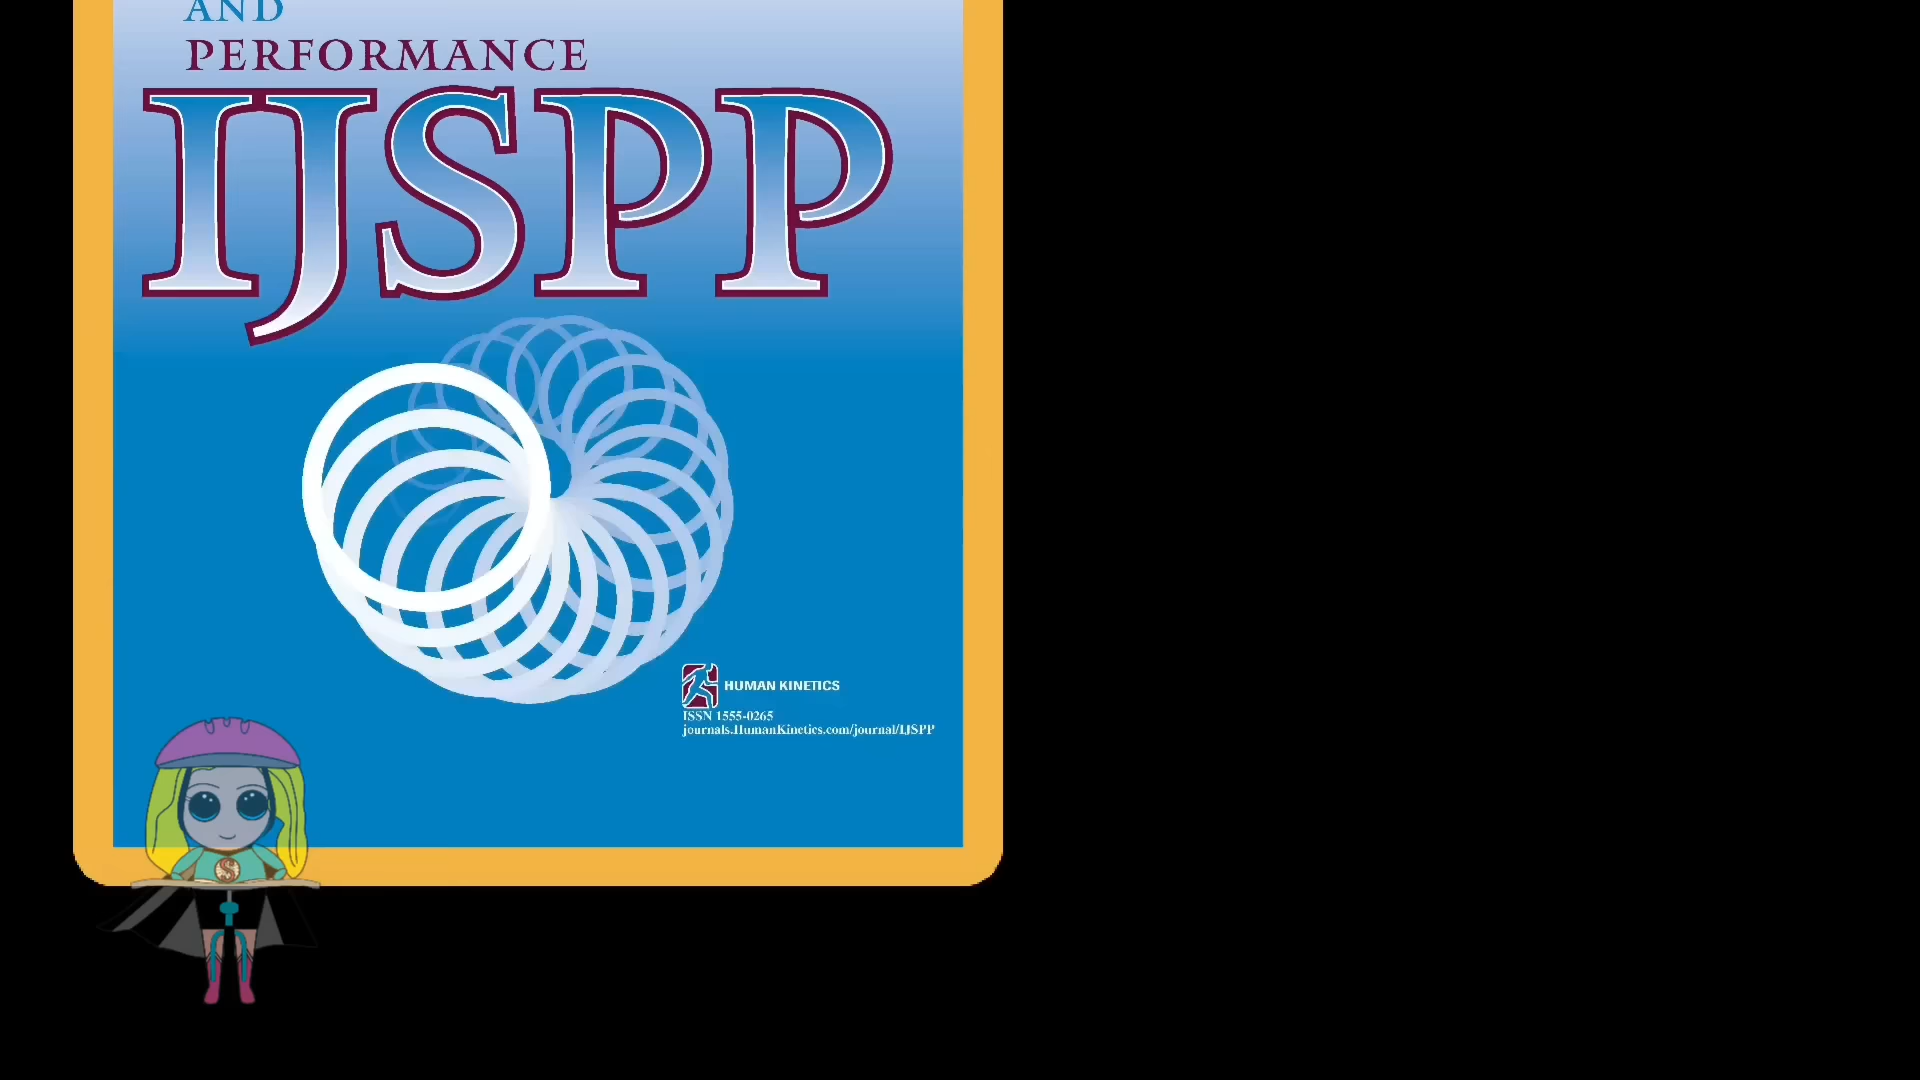 AND
PERFORMANCE
IJSPP
HUMAN KINETICS
ISSN 1555-0265
journals.HumanKinetics.com/journal/IJSPP
S